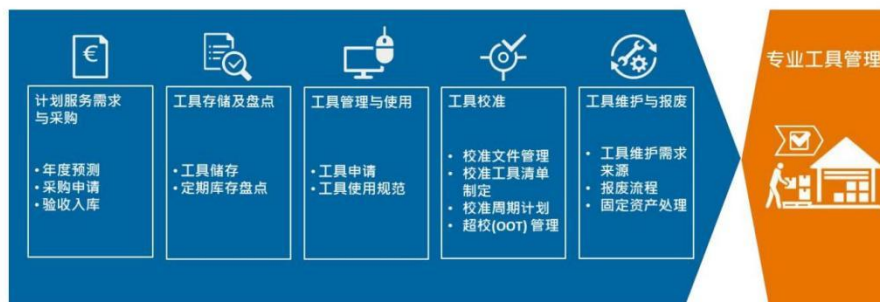 €
计划服务需求
与采购
• 年度预测
• 采购申请
• 验收入库
工具存储及盘点
• 工具储存
• 定期库存盘点
工具管理与使用
• 工具申请
• 工具使用规范
工具校准
• 校准文件管理
• 校准工具清单
制定
• 校准周期计划
• 超校(OOT) 管理
工具维护与报废
• 工具维护需求
来源
• 报废流程
• 固定资产处理
专业工具管理